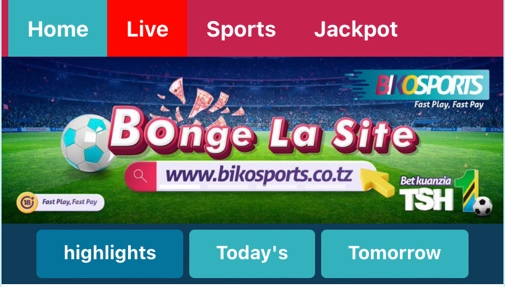 Home Live Sports Jackpot
BIKOSPORTS
Fast Play, Fast Pay
Bonge La Site
www.bikosports.co.tz
Bet kuanzia
TSH 1
18 Fast Play, Fast Pay
highlights Today's Tomorrow